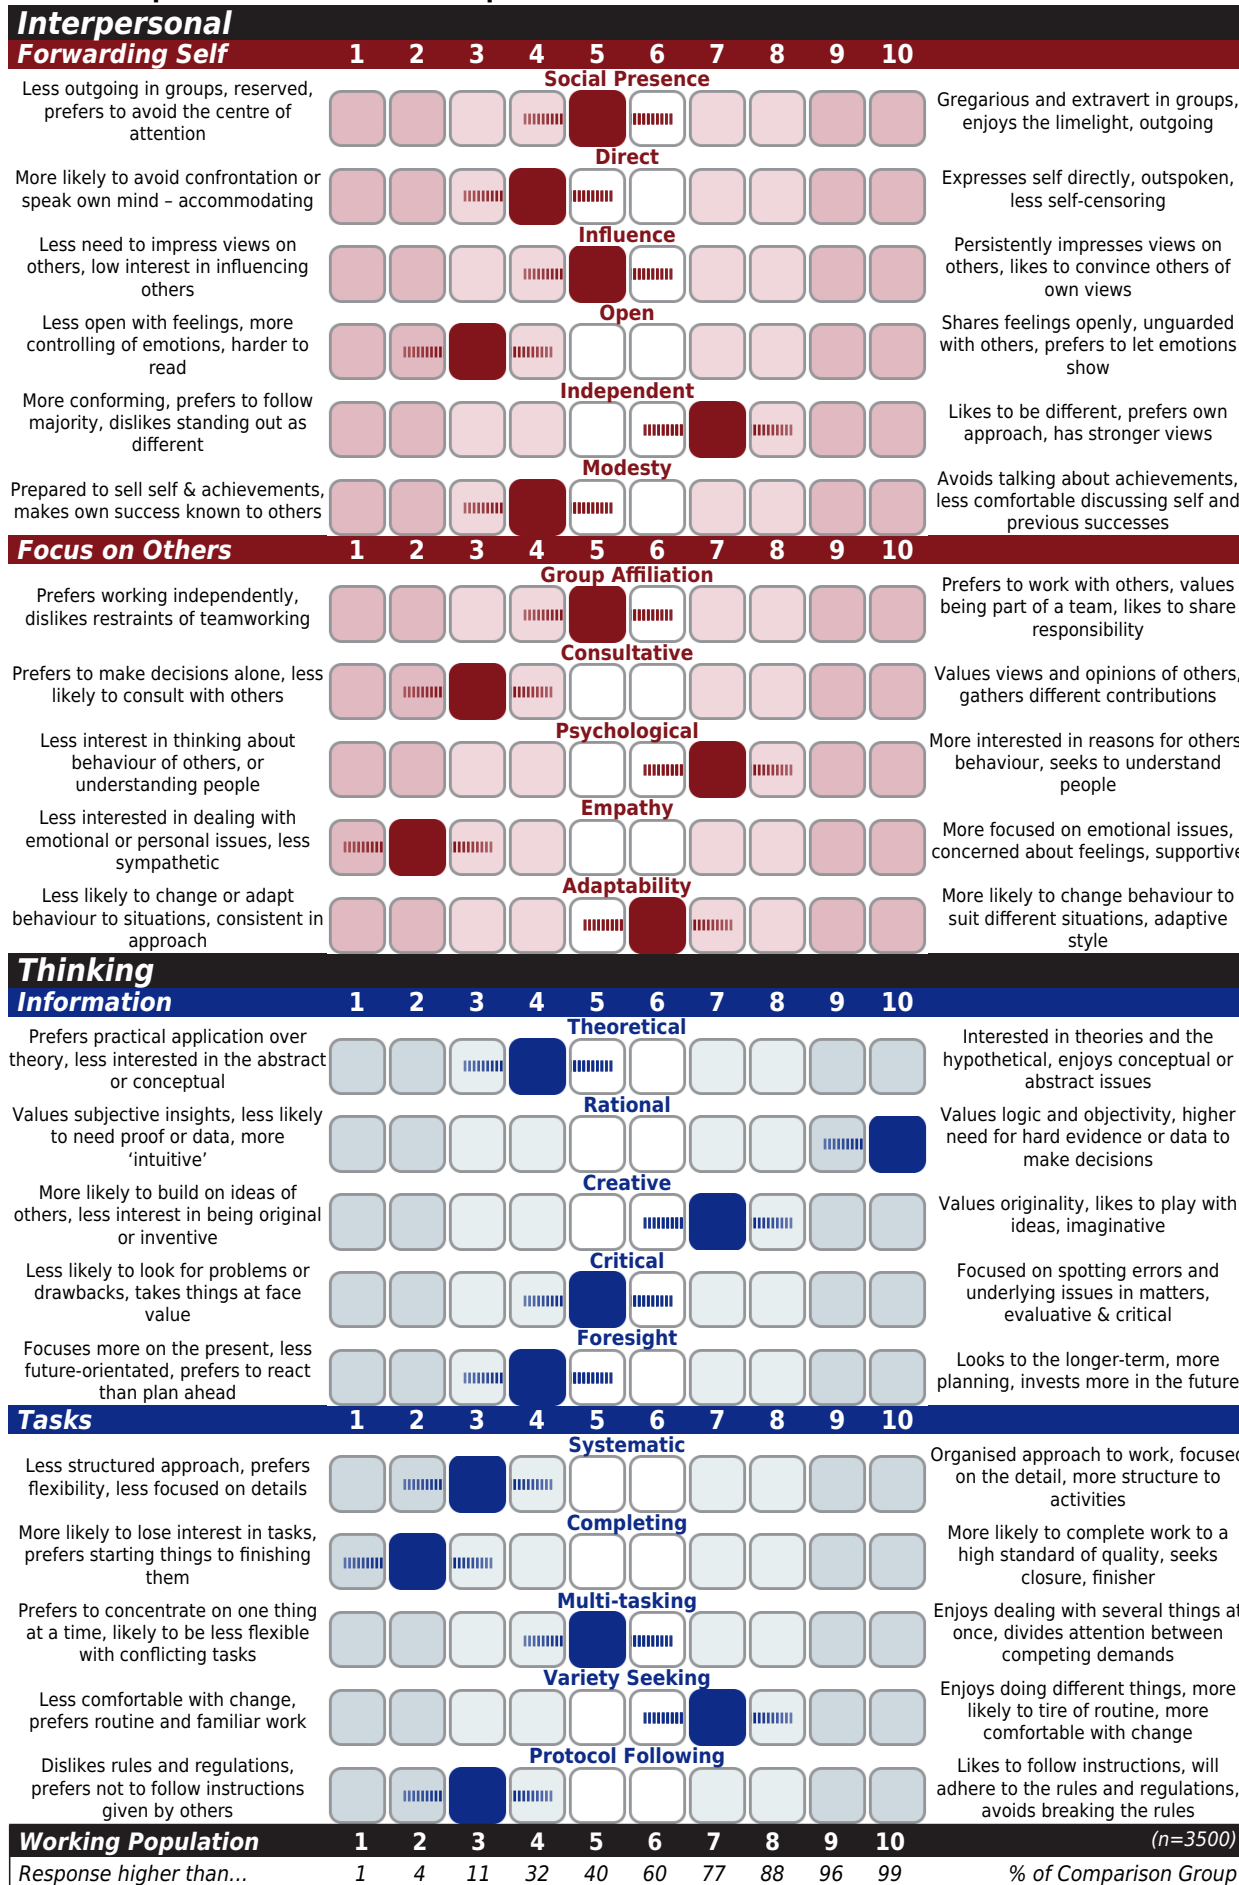 Interpersonal
Forwarding Self 1 2 3 4 5 6 7 8 9 10
Social Presence
Less outgoing in groups, reserved,
prefers to avoid the centre of
attention
Gregarious and extravert in groups,
enjoys the limelight, outgoing
Direct
More likely to avoid confrontation or
speak own mind – accommodating
Expresses self directly, outspoken,
less self-censoring
Influence
Less need to impress views on
others, low interest in influencing
others
Persistently impresses views on
others, likes to convince others of
own views
Open
Less open with feelings, more
controlling of emotions, harder to
read
Shares feelings openly, unguarded
with others, prefers to let emotions
show
Independent
More conforming, prefers to follow
majority, dislikes standing out as
different
Likes to be different, prefers own
approach, has stronger views
Modesty
Prepared to sell self & achievements,
makes own success known to others
Avoids talking about achievements,
less comfortable discussing self and
previous successes
Focus on Others 1 2 3 4 5 6 7 8 9 10
Group Affiliation
Prefers working independently,
dislikes restraints of teamworking
Prefers to work with others, values
being part of a team, likes to share
responsibility
Consultative
Prefers to make decisions alone, less
likely to consult with others
Values views and opinions of others,
gathers different contributions
Psychological
Less interest in thinking about
behaviour of others, or
understanding people
More interested in reasons for others
behaviour, seeks to understand
people
Empathy
Less interested in dealing with
emotional or personal issues, less
sympathetic
More focused on emotional issues,
concerned about feelings, supportive
Adaptability
Less likely to change or adapt
behaviour to situations, consistent in
approach
More likely to change behaviour to
suit different situations, adaptive
style
Thinking
Information 1 2 3 4 5 6 7 8 9 10
Theoretical
Prefers practical application over
theory, less interested in the abstract
or conceptual
Interested in theories and the
hypothetical, enjoys conceptual or
abstract issues
Rational
Values subjective insights, less likely
to need proof or data, more
‘intuitive’
Values logic and objectivity, higher
need for hard evidence or data to
make decisions
Creative
More likely to build on ideas of
others, less interest in being original
or inventive
Values originality, likes to play with
ideas, imaginative
Critical
Less likely to look for problems or
drawbacks, takes things at face
value
Focused on spotting errors and
underlying issues in matters,
evaluative & critical
Foresight
Focuses more on the present, less
future-orientated, prefers to react
than plan ahead
Looks to the longer-term, more
planning, invests more in the future
Tasks 1 2 3 4 5 6 7 8 9 10
Systematic
Less structured approach, prefers
flexibility, less focused on details
Organised approach to work, focused
on the detail, more structure to
activities
Completing
More likely to lose interest in tasks,
prefers starting things to finishing
them
More likely to complete work to a
high standard of quality, seeks
closure, finisher
Multi-tasking
Prefers to concentrate on one thing
at a time, likely to be less flexible
with conflicting tasks
Enjoys dealing with several things at
once, divides attention between
competing demands
Variety Seeking
Less comfortable with change,
prefers routine and familiar work
Enjoys doing different things, more
likely to tire of routine, more
comfortable with change
Protocol Following
Dislikes rules and regulations,
prefers not to follow instructions
given by others
Likes to follow instructions, will
adhere to the rules and regulations,
avoids breaking the rules
Working Population 1 2 3 4 5 6 7 8 9 10 (n=3500)
Response higher than... 1 4 11 32 40 60 77 88 96 99 % of Comparison Group